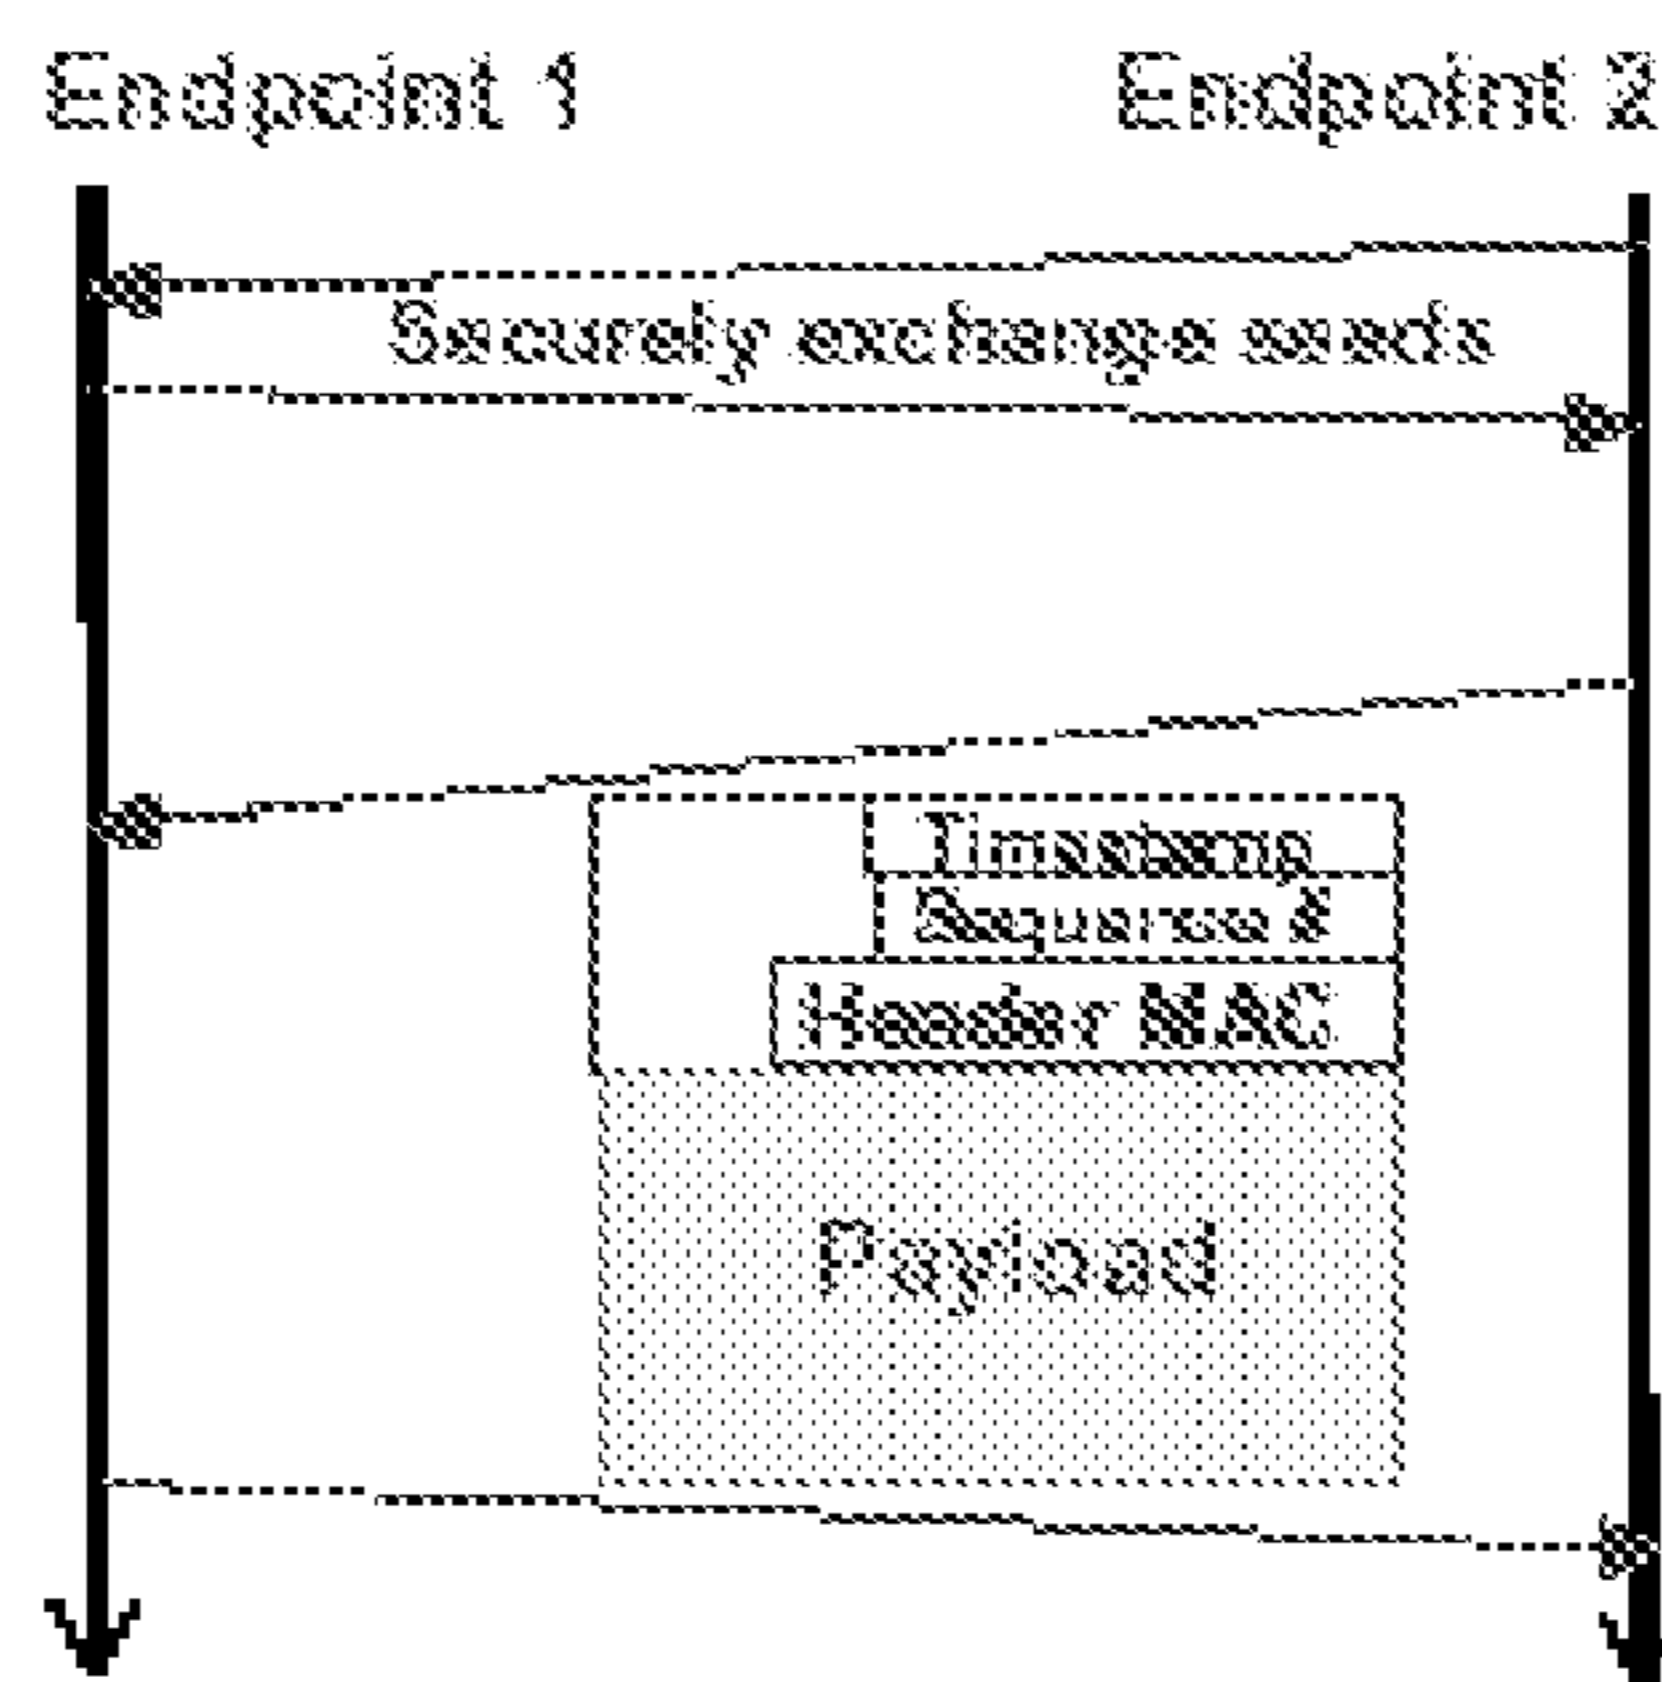 Endpoint 1 Endpoint 2
Securely exchange seeds
Timestamp
Sequence #
Header MAC
Payload